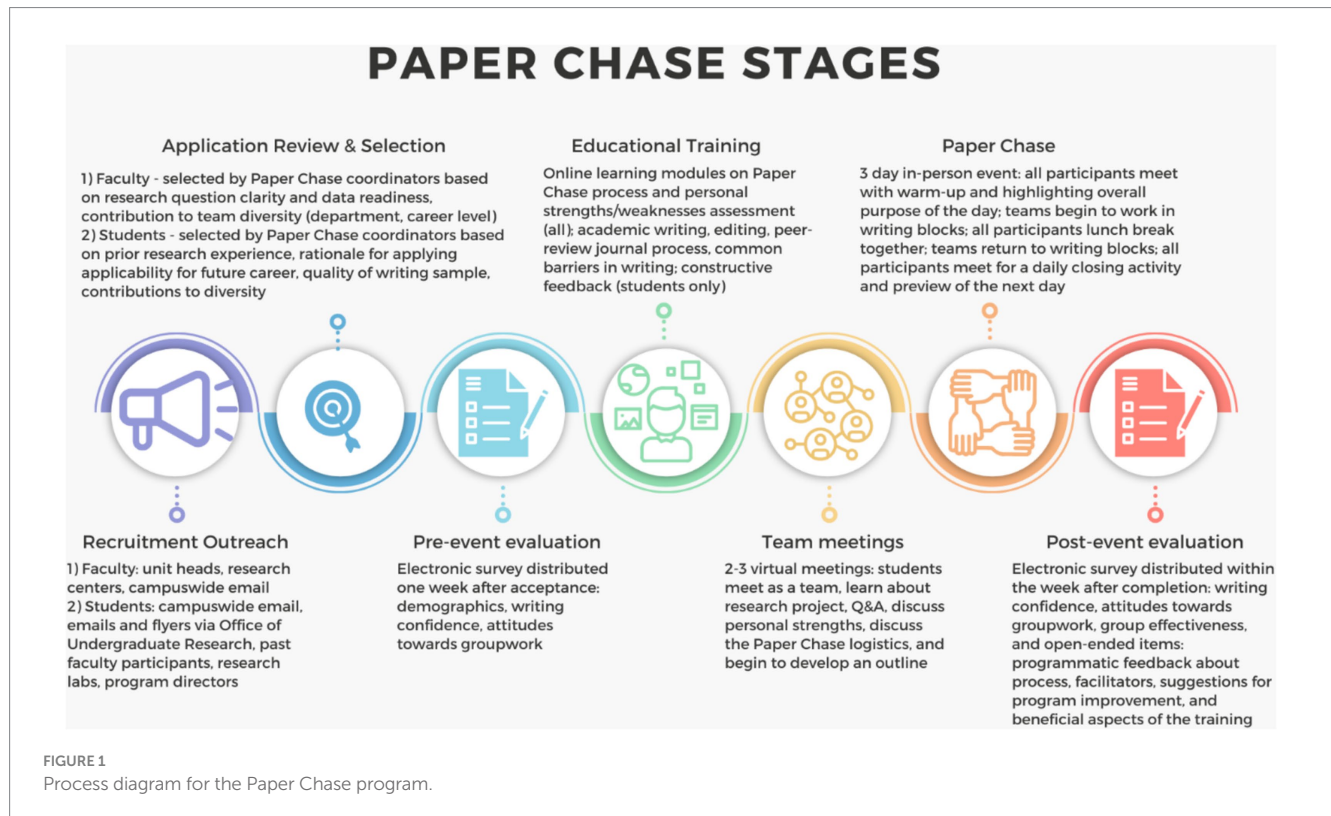 PAPER CHASE STAGES
Application Review & Selection
1) Faculty - selected by Paper Chase coordinators based
on research question clarity and data readiness,
contribution to team diversity (department, career level)
2) Students - selected by Paper Chase coordinators based
on prior research experience, rationale for applying
applicability for future career, quality of writing sample,
contributions to diversity
Educational Training
Online learning modules on Paper
Chase process and personal
strengths/weaknesses assessment
(all); academic writing, editing, peer-
review journal process, common
barriers in writing; constructive
feedback (students only)
Paper Chase
3 day in-person event: all participants meet
with warm-up and highlighting overall
purpose of the day; teams begin to work in
writing blocks; all participants lunch break
together; teams return to writing blocks; all
participants meet for a daily closing activity
and preview of the next day
Recruitment Outreach
1) Faculty: unit heads, research
centers, campuswide email
2) Students: campuswide email,
emails and flyers via Office of
Undergraduate Research, past
faculty participants, research
labs, program directors
Pre-event evaluation
Electronic survey distributed
one week after acceptance:
demographics, writing
confidence, attitudes
towards groupwork
Team meetings
2-3 virtual meetings: students
meet as a team, learn about
research project, Q&A, discuss
personal strengths, discuss
the Paper Chase logistics, and
begin to develop an outline
Post-event evaluation
Electronic survey distributed within
the week after completion: writing
confidence, attitudes towards
groupwork, group effectiveness,
and open-ended items:
programmatic feedback about
process, facilitators, suggestions for
program improvement, and
beneficial aspects of the training
FIGURE 1
Process diagram for the Paper Chase program.